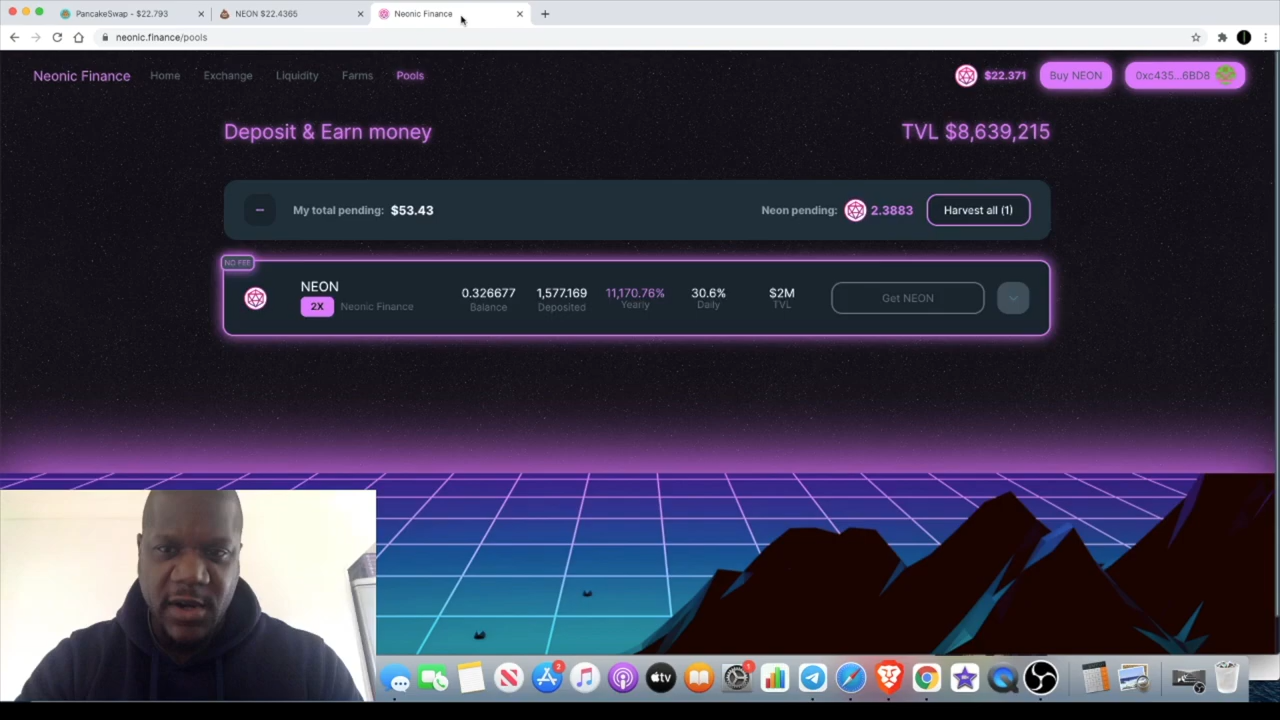 PancakeSwap - $22.793
NEON $22.4365
Neonic Finance
neonic.finance/pools
Neonic Finance Home Exchange Liquidity Farms Pools $22.371 Buy NEON 0xc435...6BD8
Deposit & Earn money TVL $8,639,215
My total pending: $53.43 Neon pending: 2.3883 Harvest all (1)
NO FEE
NEON
2X Neonic Finance
0.326677 1,577.169 11,170.76% 30.6% $2M Get NEON
Balance Deposited Yearly Daily TVL
2
1
tv